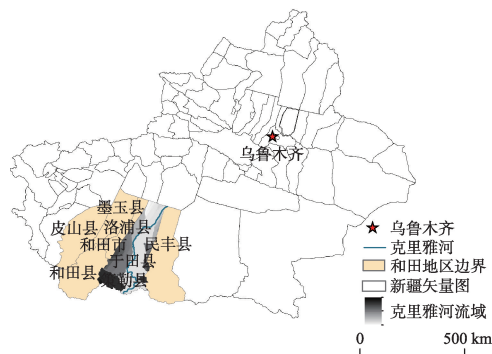 乌鲁木齐
墨玉县
皮山县 洛浦县
和田市 民丰县
于田县
和田县
勒县
乌鲁木齐
克里雅河
和田地区边界
新疆矢量图
克里雅河流域
0 500 km